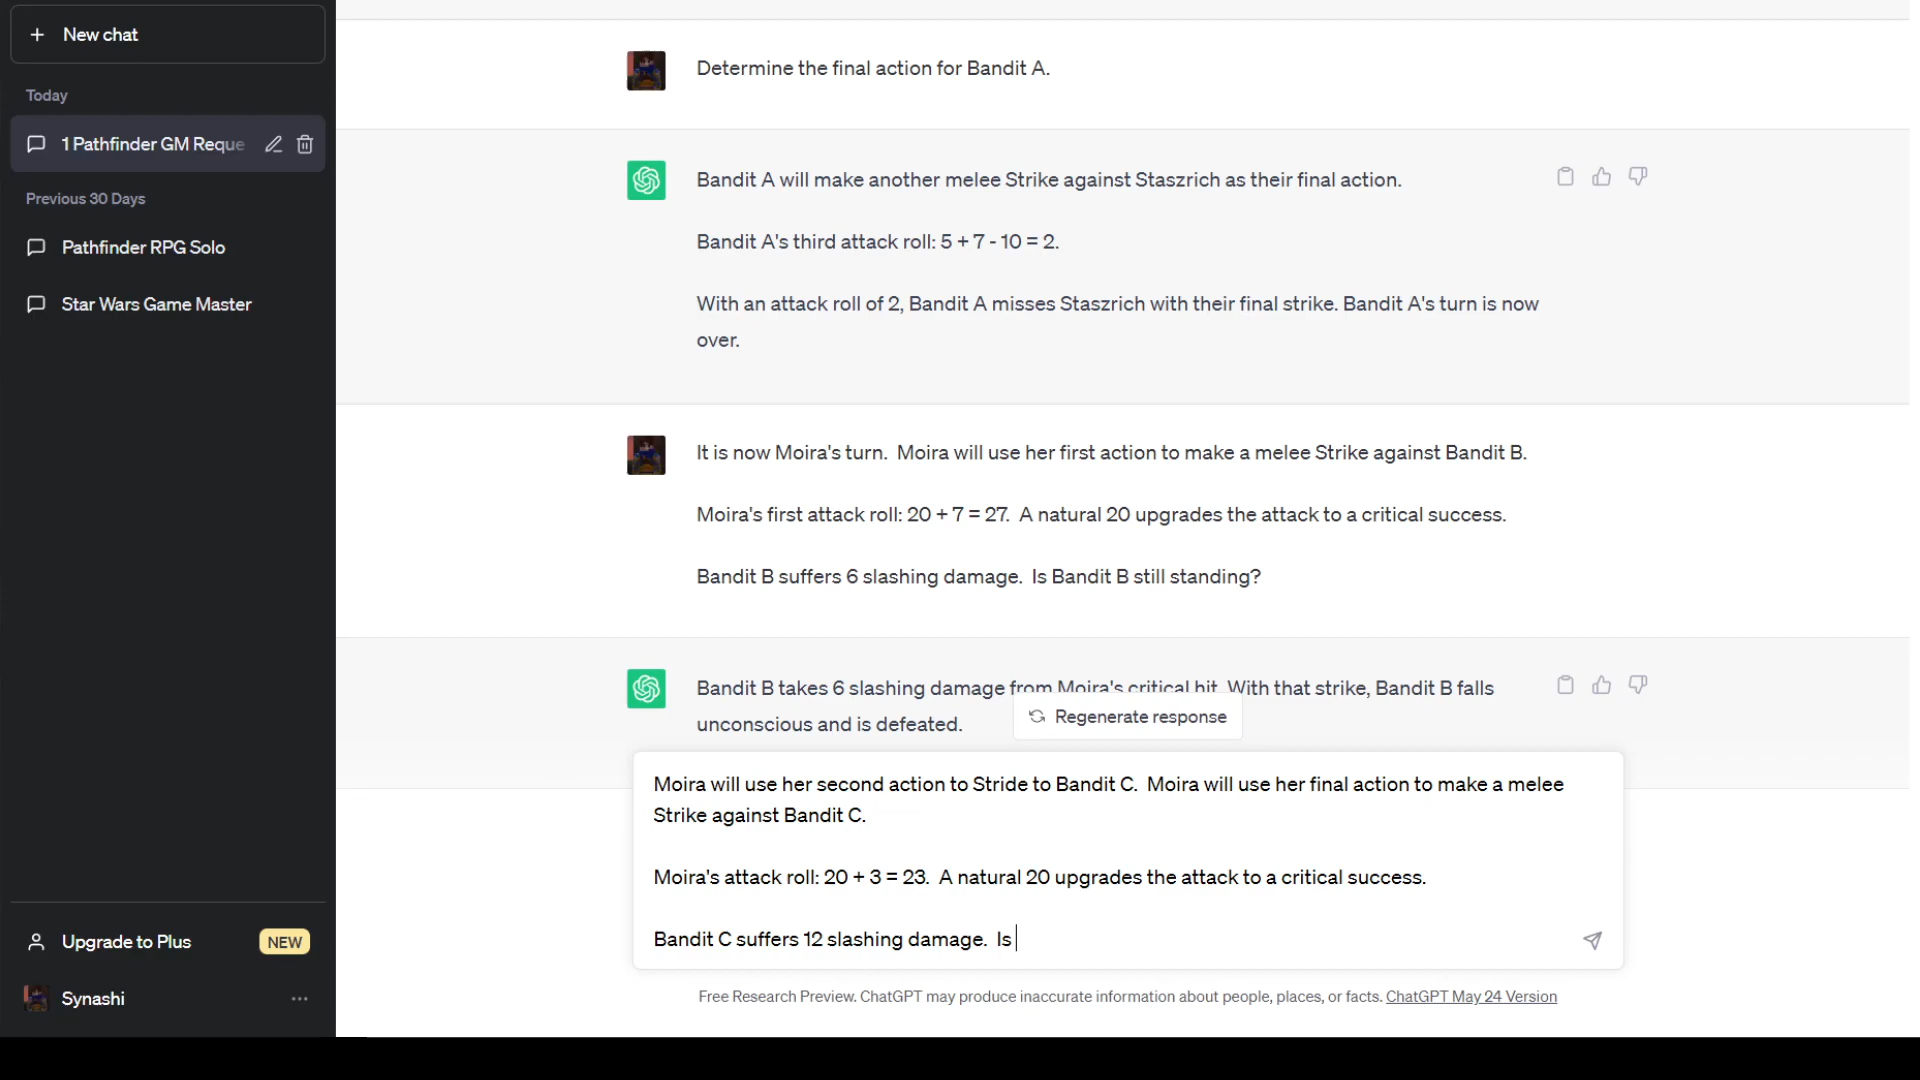 New chat
Today
1 Pathfinder GM Reque
Previous 30 Days
Pathfinder RPG Solo
Star Wars Game Master
Upgrade to Plus NEW
Synashi
Determine the final action for Bandit A.
Bandit A will make another melee Strike against Staszrich as their final action.
Bandit A's third attack roll: 5 + 7 - 10 = 2.
With an attack roll of 2, Bandit A misses Staszrich with their final strike. Bandit A's turn is now
over.
It is now Moira's turn.  Moira will use her first action to make a melee Strike against Bandit B.
Moira's first attack roll: 20 + 7 = 27.  A natural 20 upgrades the attack to a critical success.
Bandit B suffers 6 slashing damage.  Is Bandit B still standing?
Bandit B takes 6 slashing damage from Moira's critical hit. With that strike, Bandit B falls
unconscious and is defeated.
Regenerate response
Moira will use her second action to Stride to Bandit C.  Moira will use her final action to make a melee
Strike against Bandit C.
Moira's attack roll: 20 + 3 = 23.  A natural 20 upgrades the attack to a critical success.
Bandit C suffers 12 slashing damage.  Is
Free Research Preview. ChatGPT may produce inaccurate information about people, places, or facts. ChatGPT May 24 Version